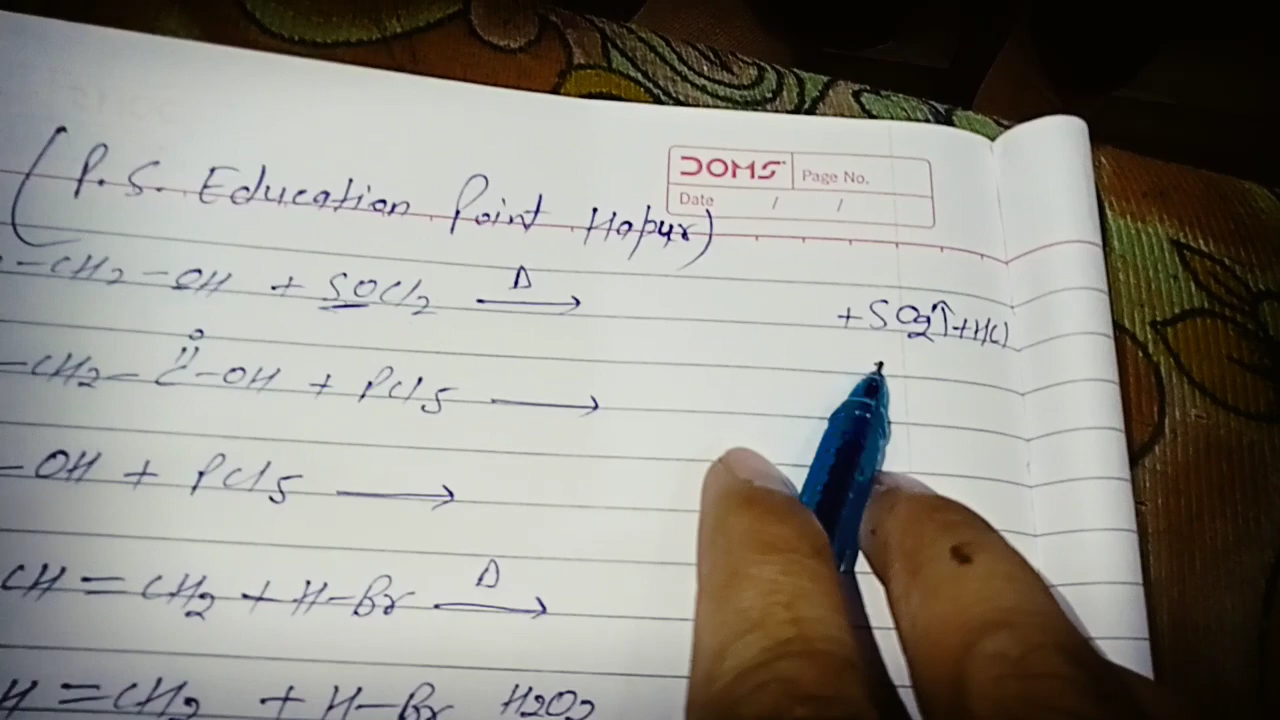 DOMS Page No.
Date / /
(P.S. Education Point Hapur)
-CH2-OH + SOCl2 Δ→ + SO2↑ + HCl
O
-CH2-C-OH + PCl5 →
-OH + PCl5 →
CH=CH2 + H-Br Δ→
H=CH2 + H-Br H2O2